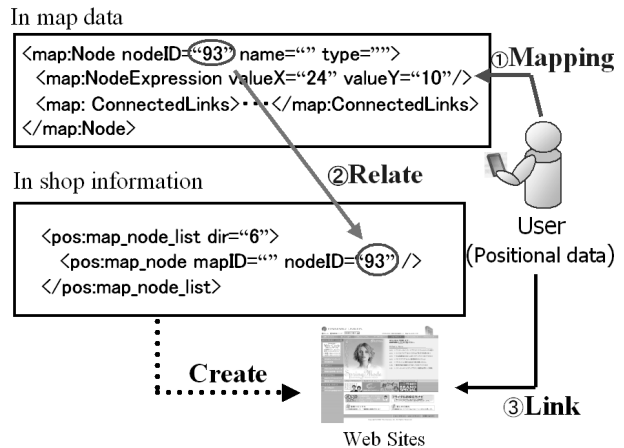 In map data
<map:Node nodeID=“93” name=“” type=””>
<map:NodeExpression valueX=“24” valueY=“10”/>
<map: ConnectedLinks>・・・</map:ConnectedLinks>
</map:Node>
①Mapping
②Relate
In shop information
<pos:map_node_list dir=“6”>
<pos:map_node mapID=“” nodeID=“93” />
</pos:map_node_list>
User
(Positional data)
Create
③Link
Web Sites